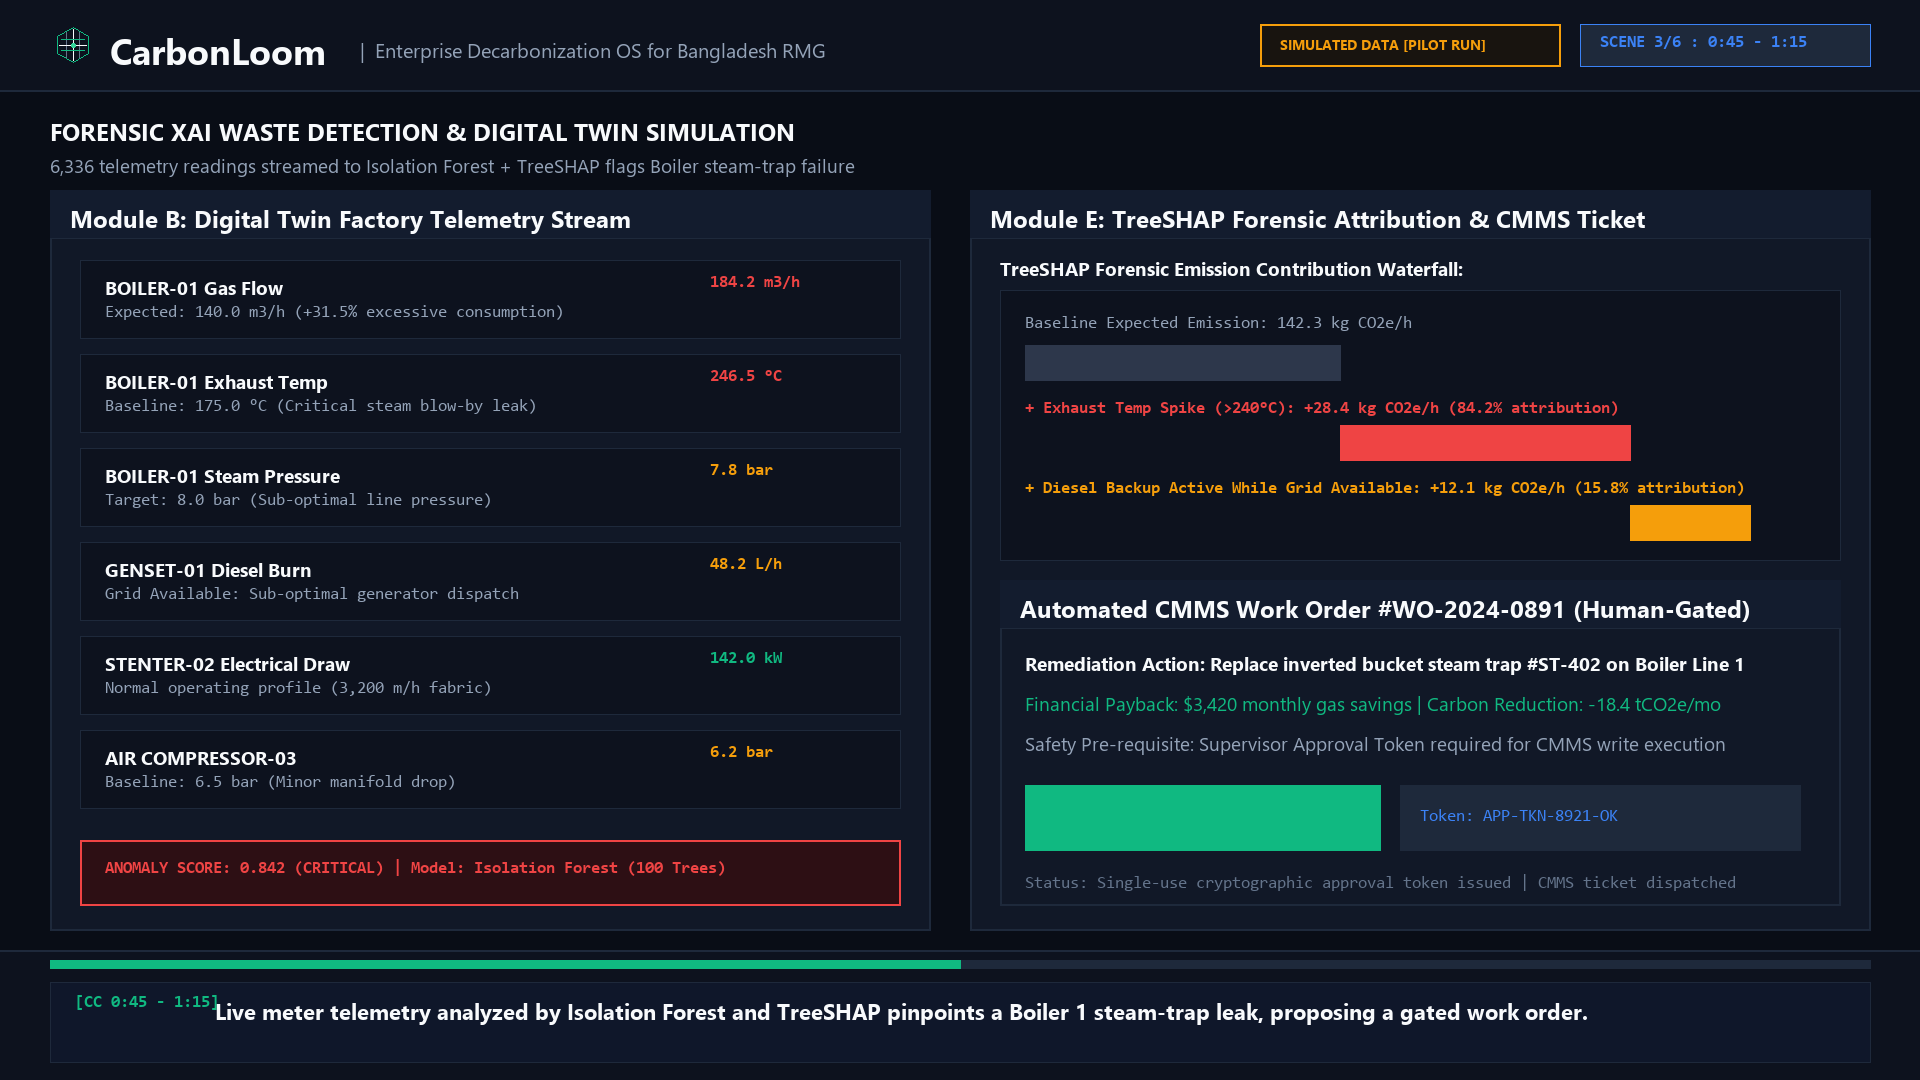 CarbonLoom | Enterprise Decarbonization OS for Bangladesh RMG
SIMULATED DATA [PILOT RUN]
SCENE 3/6 : 0:45 - 1:15
FORENSIC XAI WASTE DETECTION & DIGITAL TWIN SIMULATION
6,336 telemetry readings streamed to Isolation Forest + TreeSHAP flags Boiler steam-trap failure
Module B: Digital Twin Factory Telemetry Stream
BOILER-01 Gas Flow
184.2 m3/h
Expected: 140.0 m3/h (+31.5% excessive consumption)
BOILER-01 Exhaust Temp
246.5 °C
Baseline: 175.0 °C (Critical steam blow-by leak)
BOILER-01 Steam Pressure
7.8 bar
Target: 8.0 bar (Sub-optimal line pressure)
GENSET-01 Diesel Burn
48.2 L/h
Grid Available: Sub-optimal generator dispatch
STENTER-02 Electrical Draw
142.0 kW
Normal operating profile (3,200 m/h fabric)
AIR COMPRESSOR-03
6.2 bar
Baseline: 6.5 bar (Minor manifold drop)
ANOMALY SCORE: 0.842 (CRITICAL) | Model: Isolation Forest (100 Trees)
Module E: TreeSHAP Forensic Attribution & CMMS Ticket
TreeSHAP Forensic Emission Contribution Waterfall:
Baseline Expected Emission: 142.3 kg CO2e/h
+ Exhaust Temp Spike (>240°C): +28.4 kg CO2e/h (84.2% attribution)
+ Diesel Backup Active While Grid Available: +12.1 kg CO2e/h (15.8% attribution)
Automated CMMS Work Order #WO-2024-0891 (Human-Gated)
Remediation Action: Replace inverted bucket steam trap #ST-402 on Boiler Line 1
Financial Payback: $3,420 monthly gas savings | Carbon Reduction: -18.4 tCO2e/mo
Safety Pre-requisite: Supervisor Approval Token required for CMMS write execution
Token: APP-TKN-8921-OK
Status: Single-use cryptographic approval token issued | CMMS ticket dispatched
[CC 0:45 - 1:15]
Live meter telemetry analyzed by Isolation Forest and TreeSHAP pinpoints a Boiler 1 steam-trap leak, proposing a gated work order.